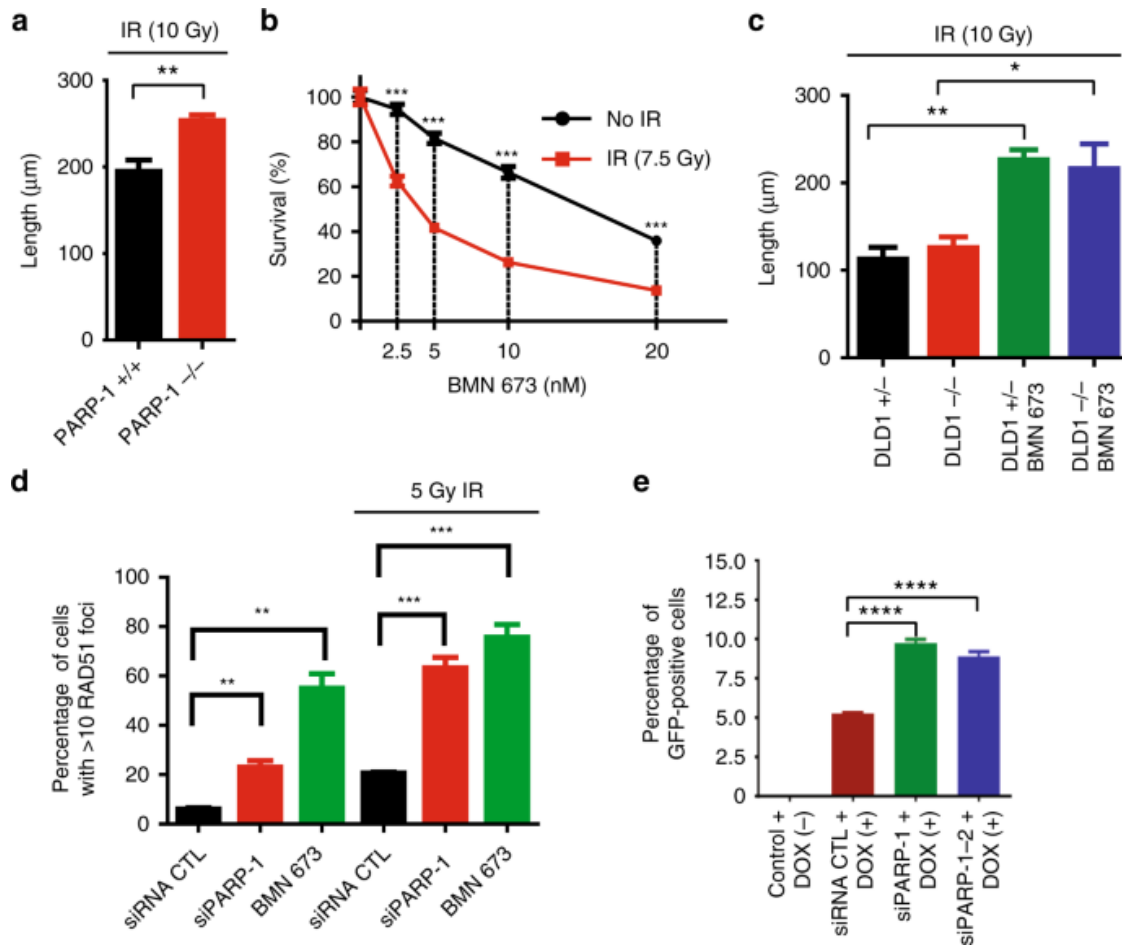 a
IR (10 Gy)
**
300
200
100
0
Length (μm)
PARP-1 +/+
PARP-1 –/–
b
100
80
60
40
20
0
Survival (%)
***
***
***
***
No IR
IR (7.5 Gy)
2.5
5
10
20
BMN 673 (nM)
c
IR (10 Gy)
*
**
300
200
100
0
Length (μm)
DLD1 +/–
DLD1 –/–
DLD1 +/–
BMN 673
DLD1 –/–
BMN 673
d
5 Gy IR
***
***
**
**
100
80
60
40
20
0
Percentage of cells
with >10 RAD51 foci
siRNA CTL
siPARP-1
BMN 673
siRNA CTL
siPARP-1
BMN 673
e
****
****
15.0
12.5
10.0
7.5
5.0
2.5
0
Percentage of
GFP-positive cells
Control +
DOX (–)
siRNA CTL +
DOX (+)
siPARP-1 +
DOX (+)
siPARP-1–2 +
DOX (+)